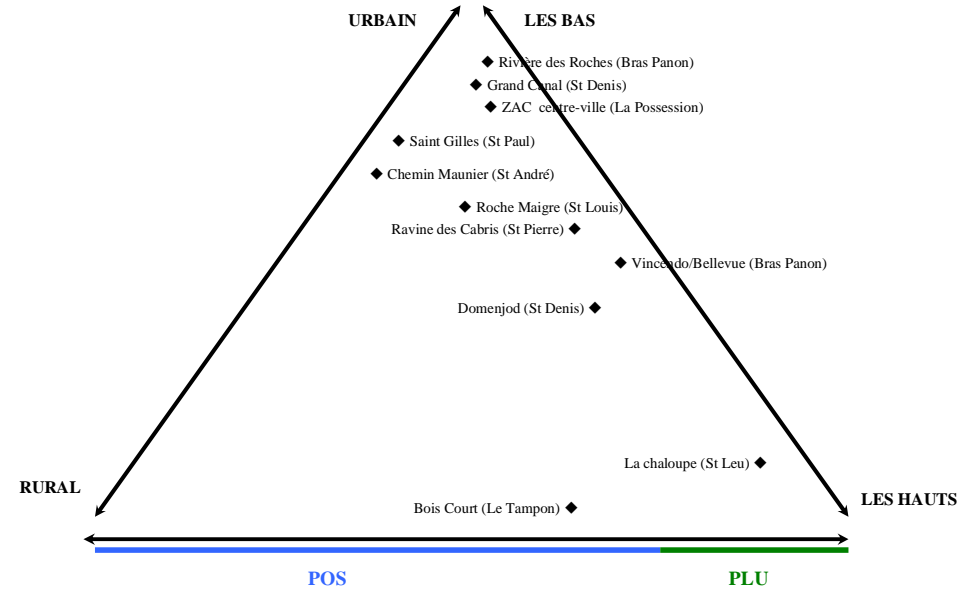 URBAIN
LES BAS
Rivière des Roches (Bras Panon)
Grand Canal (St Denis)
ZAC centre-ville (La Possession)
Saint Gilles (St Paul)
Chemin Maunier (St André)
Roche Maigre (St Louis)
Ravine des Cabris (St Pierre)
Vincendo/Bellevue (Bras Panon)
Domenjod (St Denis)
La chaloupe (St Leu)
RURAL
LES HAUTS
Bois Court (Le Tampon)
POS
PLU